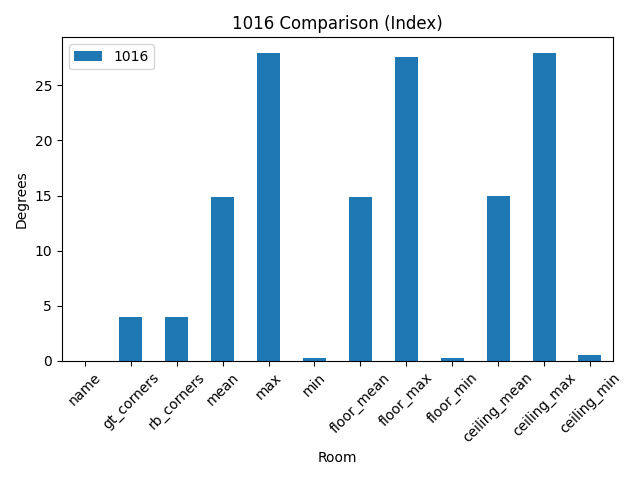 1016 Comparison (Index)
1016
Degrees
25
20
15
10
5
0
name
gt_corners
rb_corners
mean
max
min
floor_mean
floor_max
floor_min
ceiling_mean
ceiling_max
ceiling_min
Room